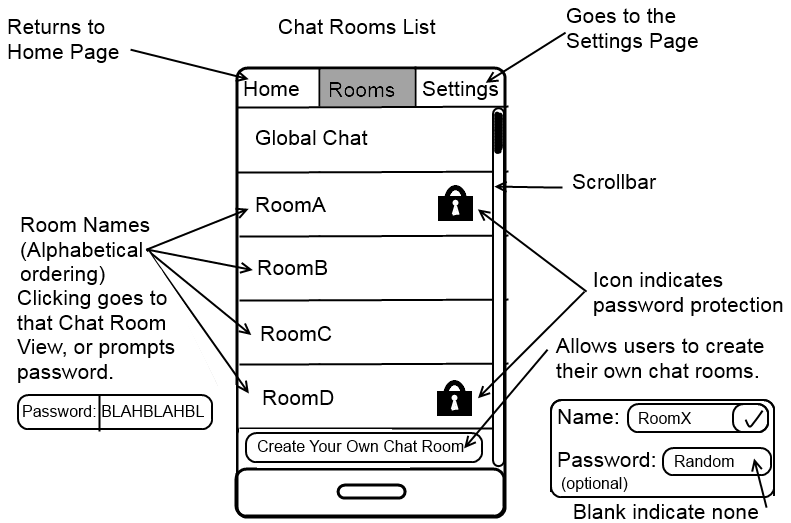 Chat Rooms List
Returns to
Home Page
Goes to the
Settings Page
Home
Rooms
Settings
Global Chat
RoomA
RoomB
RoomC
RoomD
Create Your Own Chat Room
Scrollbar
Room Names
(Alphabetical
ordering)
Clicking goes to
that Chat Room
View, or prompts
password.
Password: BLAHBLAHBL
Icon indicates
password protection
Allows users to create
their own chat rooms.
Name: RoomX
Password: Random
(optional)
Blank indicate none